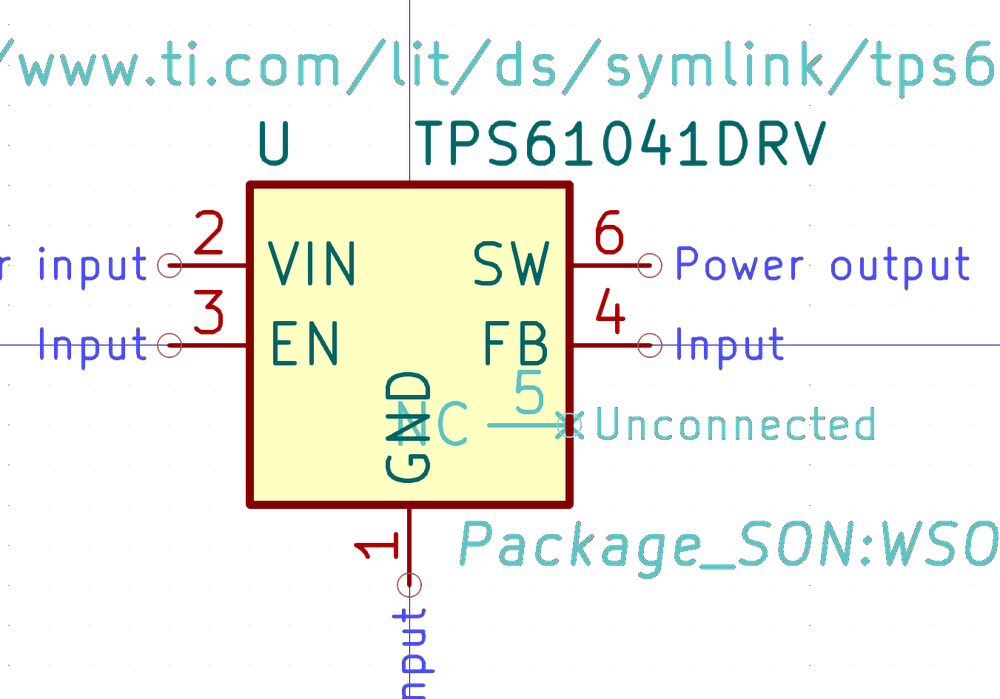 /www.ti.com/lit/ds/symlink/tps6
U TPS61041DRV
2 6
r input VIN SW Power output
3 4
Input EN FB Input
5
NC Unconnected
GND
1
Package_SON:WSO
nput